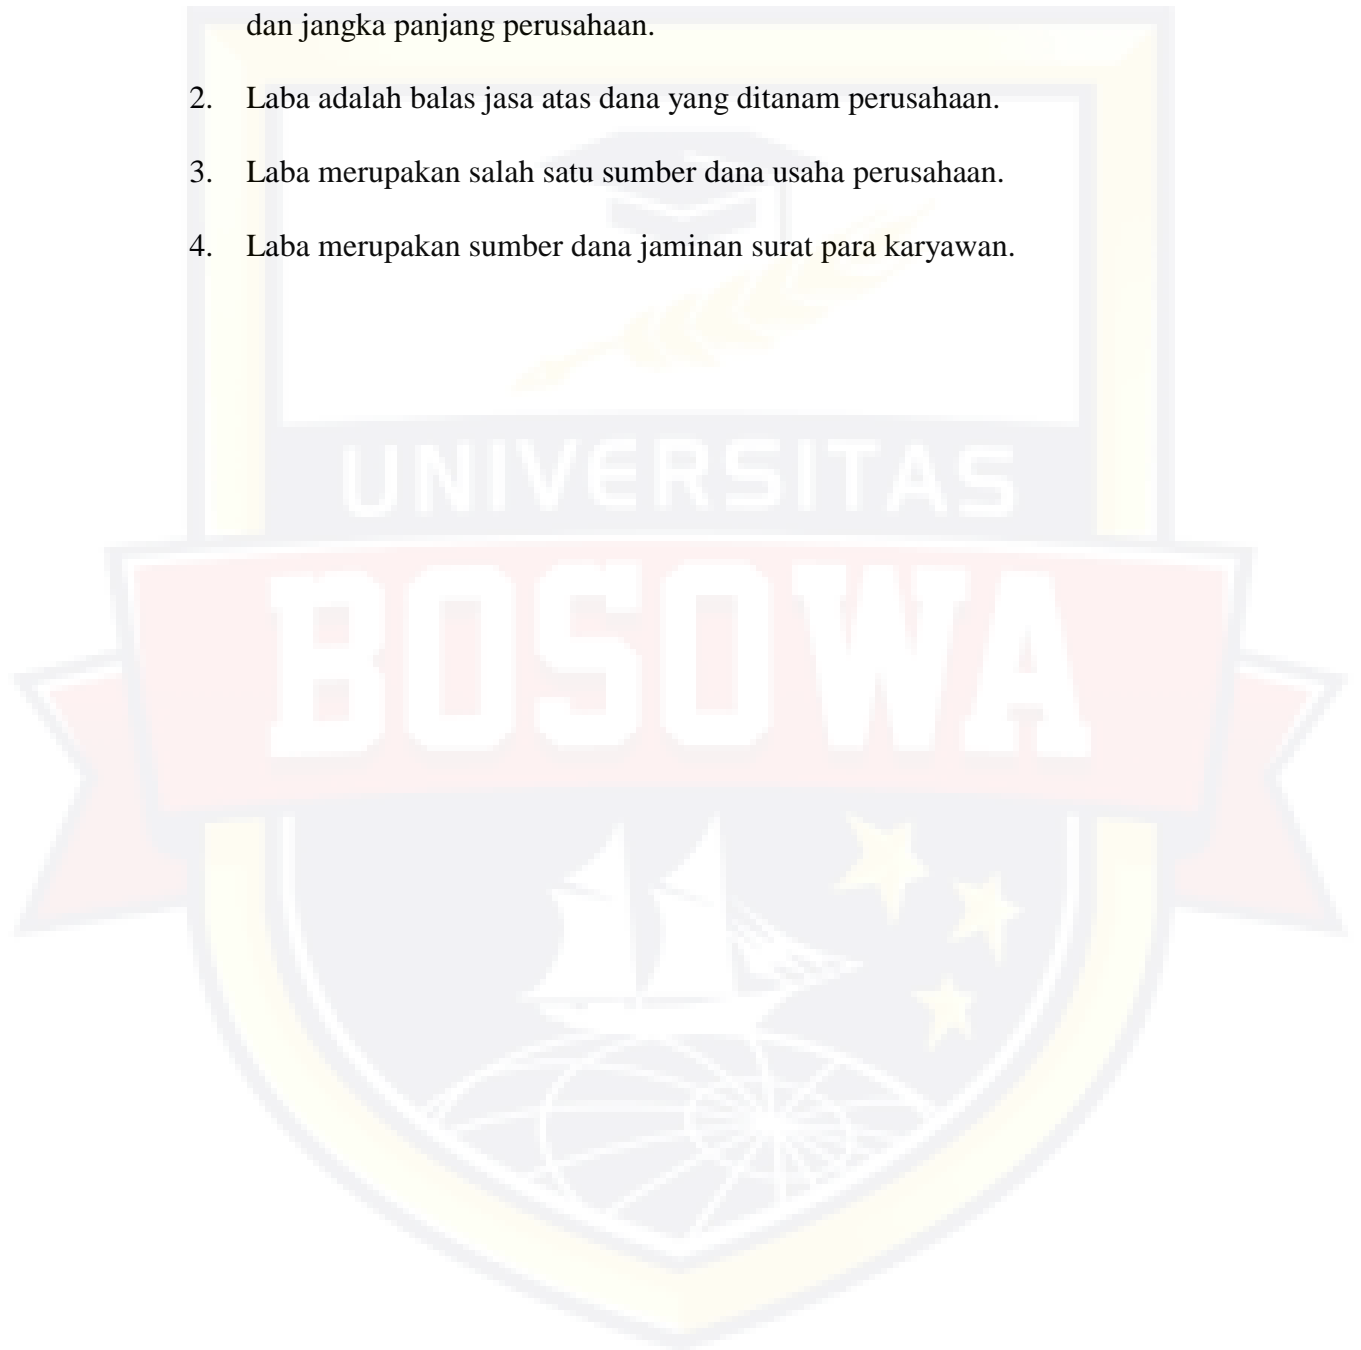 dan jangka panjang perusahaan.
2. Laba adalah balas jasa atas dana yang ditanam perusahaan.
3. Laba merupakan salah satu sumber dana usaha perusahaan.
4. Laba merupakan sumber dana jaminan surat para karyawan.
UNIVERSITAS
BOSOWA